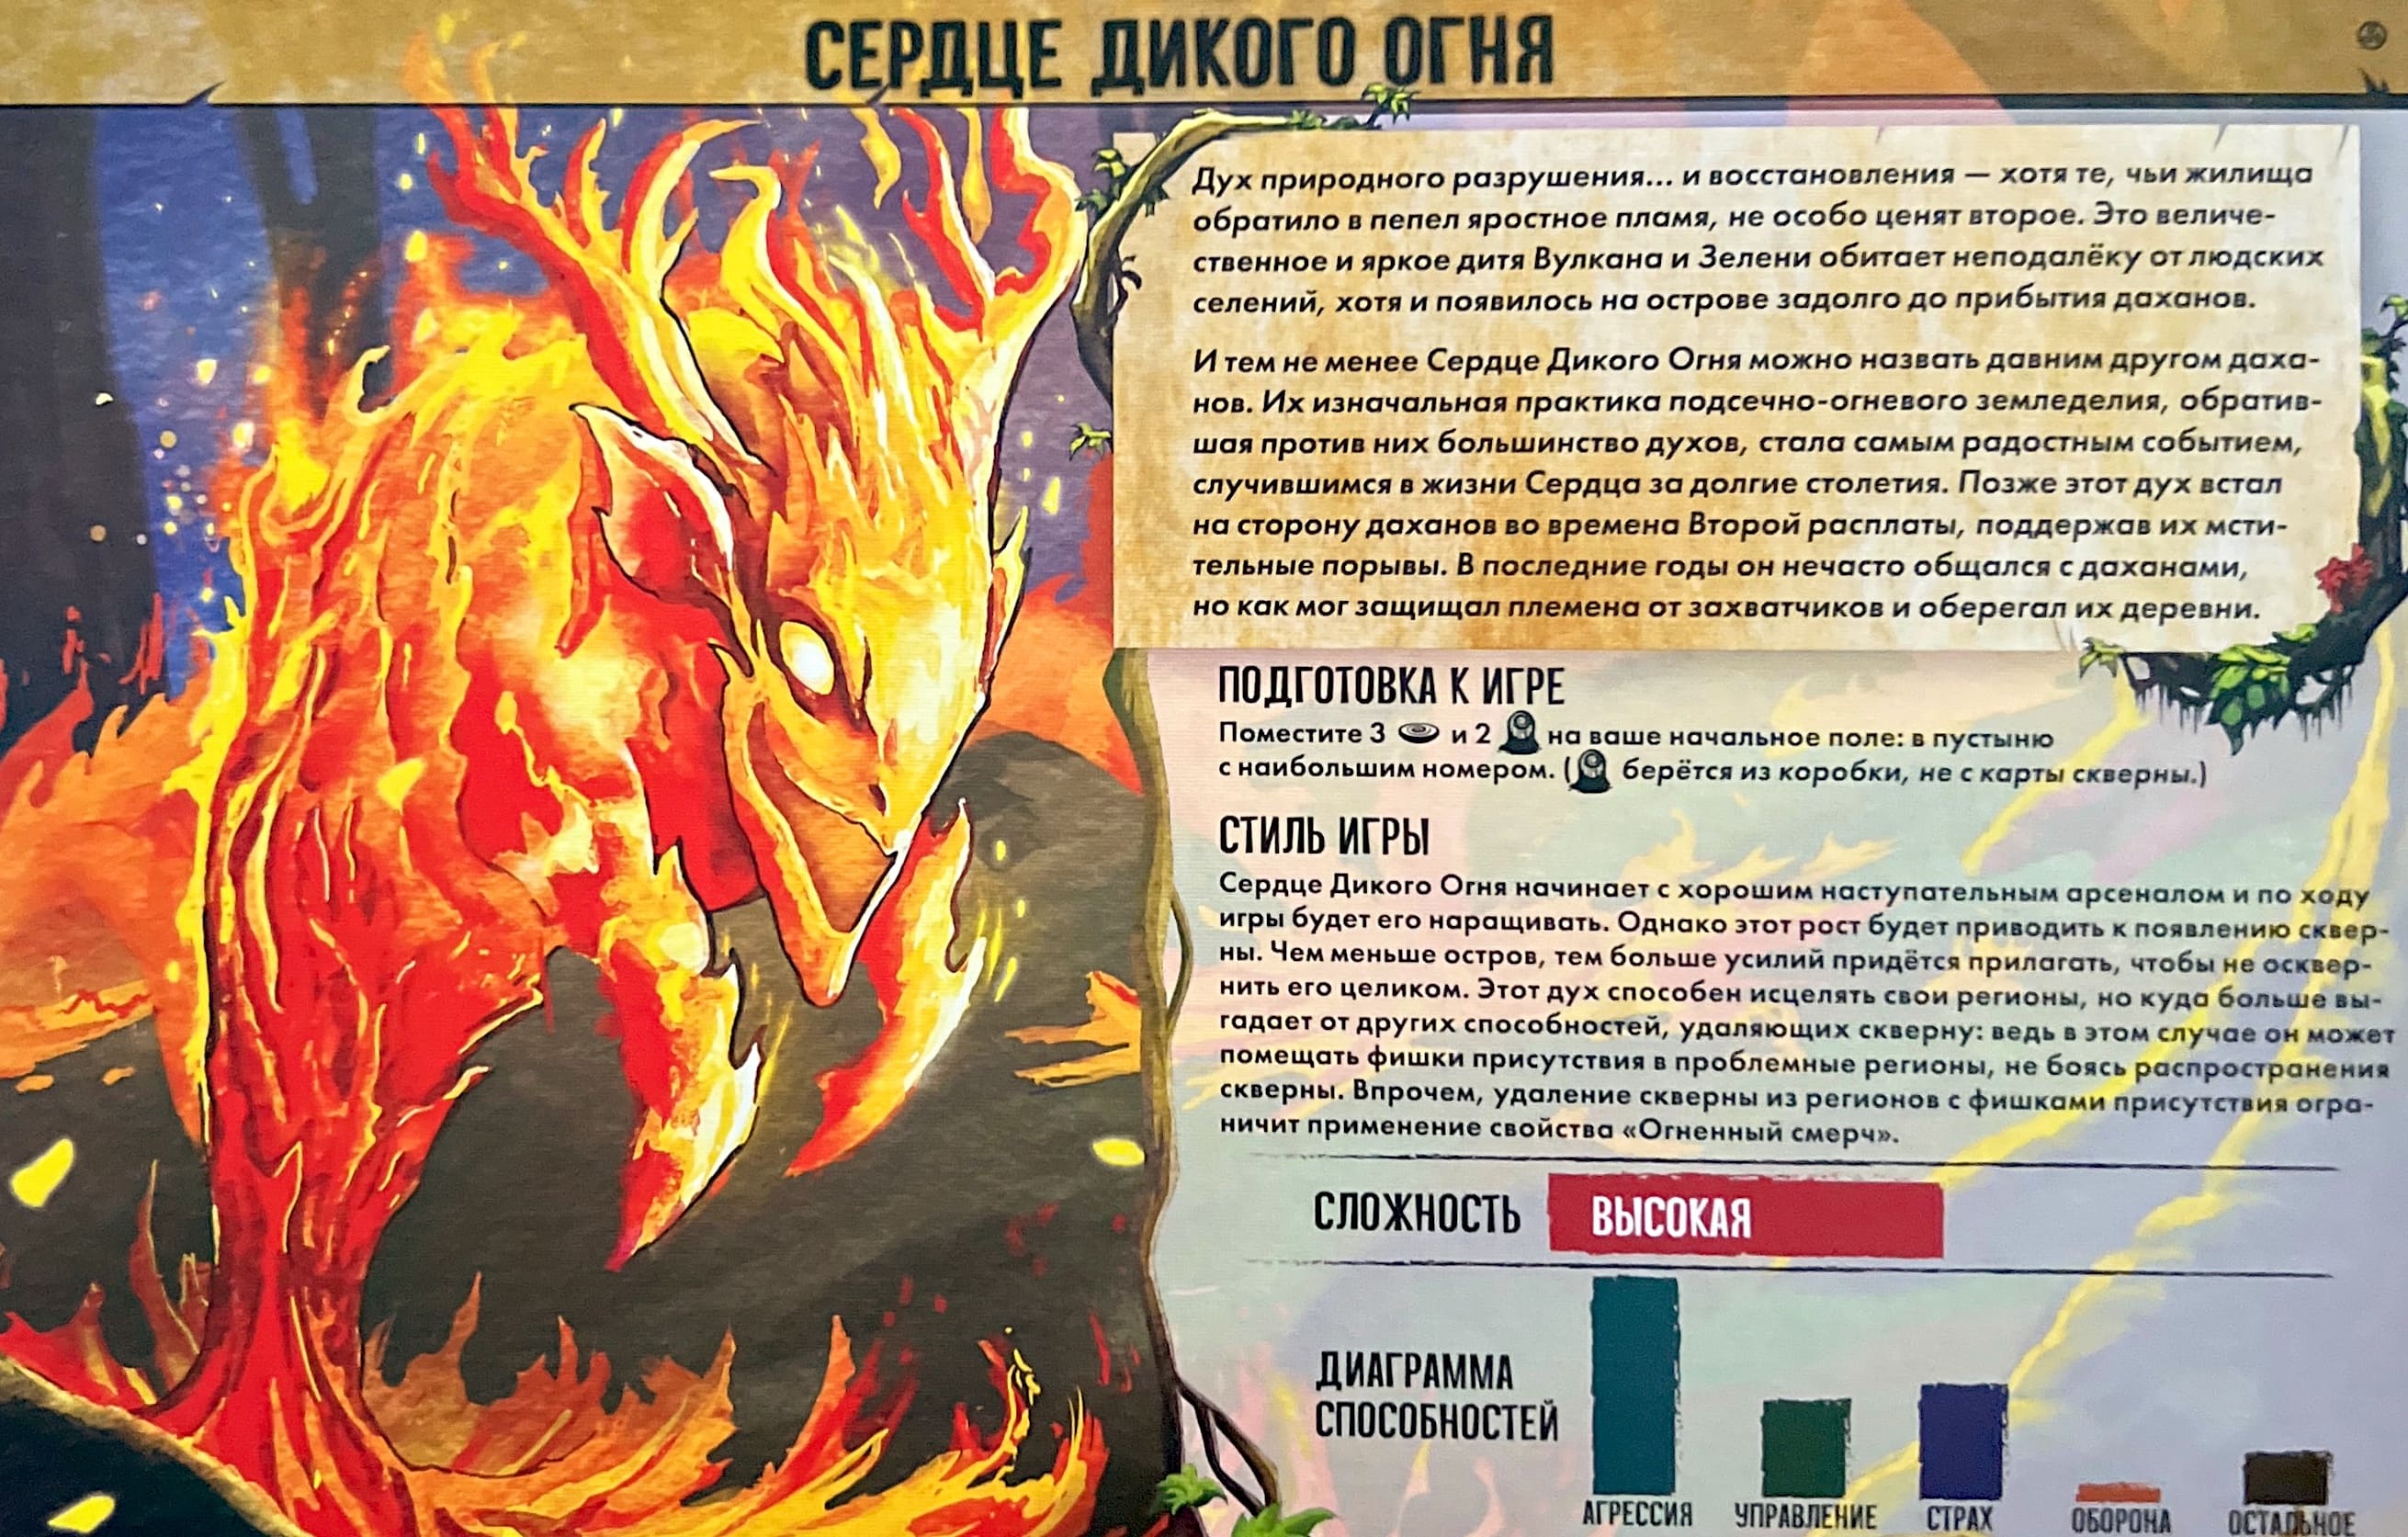 СЕРДЦЕ ДИКОГО ОГНЯ
Дух природного разрушения... и восстановления — хотя те, чьи жилища
обратило в пепел яростное пламя, не особо ценят второе. Это величе-
ственное и яркое дитя Вулкана и Зелени обитает неподалёку от людских
селений, хотя и появилось на острове задолго до прибытия даханов.
И тем не менее Сердце Дикого Огня можно назвать давним другом даха-
нов. Их изначальная практика подсечно-огневого земледелия, обратив-
шая против них большинство духов, стала самым радостным событием,
случившимся в жизни Сердца за долгие столетия. Позже этот дух встал
на сторону даханов во времена Второй расплаты, поддержав их мсти-
тельные порывы. В последние годы он нечасто общался с даханами,
но как мог защищал племена от захватчиков и оберегал их деревни.
ПОДГОТОВКА К ИГРЕ
Поместите 3 и 2 на ваше начальное поле: в пустыню
с наибольшим номером. ( берётся из коробки, не с карты скверны.)
СТИЛЬ ИГРЫ
Сердце Дикого Огня начинает с хорошим наступательным арсеналом и по ходу
игры будет его наращивать. Однако этот рост будет приводить к появлению сквер-
ны. Чем меньше остров, тем больше усилий придётся прилагать, чтобы не осквер-
нить его целиком. Этот дух способен исцелять свои регионы, но куда больше вы-
гадает от других способностей, удаляющих скверну: ведь в этом случае он может
помещать фишки присутствия в проблемные регионы, не боясь распространения
скверны. Впрочем, удаление скверны из регионов с фишками присутствия огра-
ничит применение свойства «Огненный смерч».
СЛОЖНОСТЬ ВЫСОКАЯ
ДИАГРАММА
СПОСОБНОСТЕЙ
АГРЕССИЯ УПРАВЛЕНИЕ СТРАХ ОБОРОНА ОСТАЛЬНОЕ